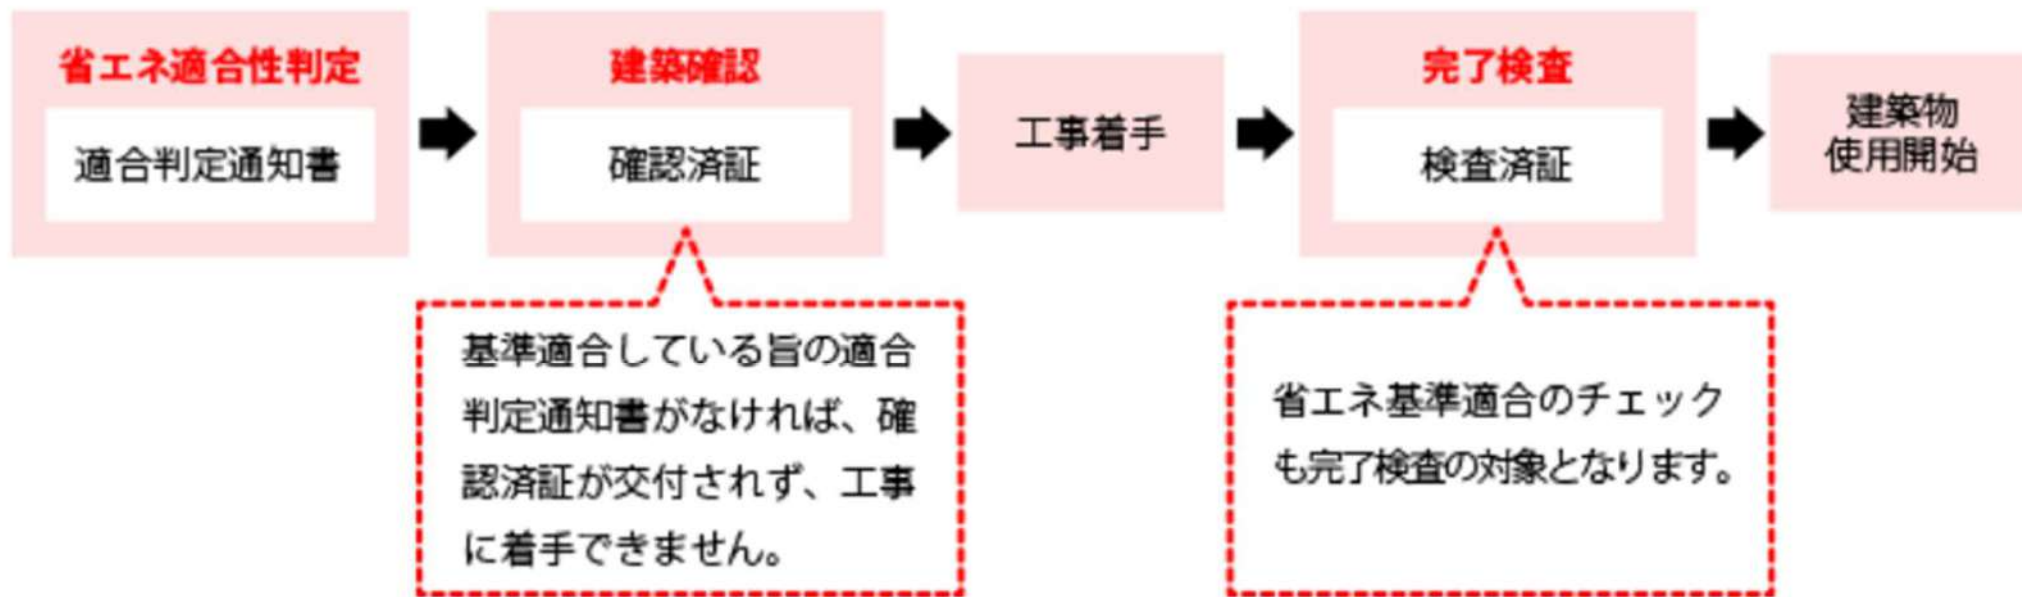 省エネ適合性判定
適合判定通知書
建築確認
確認済証
工事着手
完了検査
検査済証
建築物
使用開始
基準適合している旨の適合
判定通知書がなければ、確
認済証が交付されず、工事
に着手できません。
省エネ基準適合のチェック
も完了検査の対象となります。